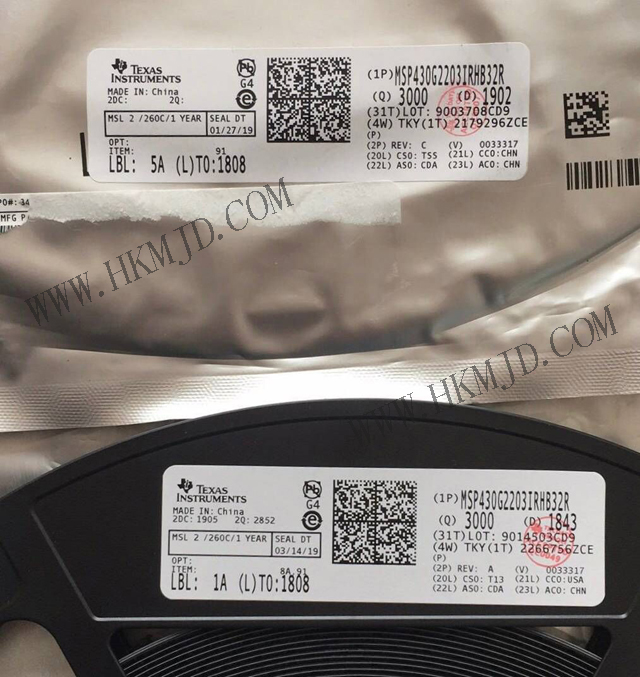 TEXAS
INSTRUMENTS
MADE IN: China
2DC: 2Q:
G4
e
MSL 2 /260C/1 YEAR
SEAL DT
01/27/19
OPT:
ITEM: 91
LBL: 5A (L)TO:1808
(1P)MSP430G2203IRHB32R
(Q) 3000 (D) 1902
(31T)LOT: 9003708CD9
(4W) TKY(1T) 2179296ZCE
(P)
(2P) REV: C (V) 0033317
(20L) CSO: TSS (21L) CCO:CHN
(22L) ASO: CDA (23L) ACO: CHN
PO#: 34
MFG P
WWW.HKMJD.COM
WWW.HKMJD.COM
TEXAS
INSTRUMENTS
MADE IN: China
2DC: 1905 2Q: 2852
G4
e
MSL 2 /260C/1 YEAR
SEAL DT
03/14/19
OPT:
ITEM: 8A.91
LBL: 1A (L)TO:1808
(1P)MSP430G2203IRHB32R
(Q) 3000 (D) 1843
(31T)LOT: 9014503CD9
(4W) TKY(1T) 2266756ZCE
(P)
(2P) REV: A (V) 0033317
(20L) CSO: T13 (21L) CCO:USA
(22L) ASO: CDA (23L) ACO: CHN